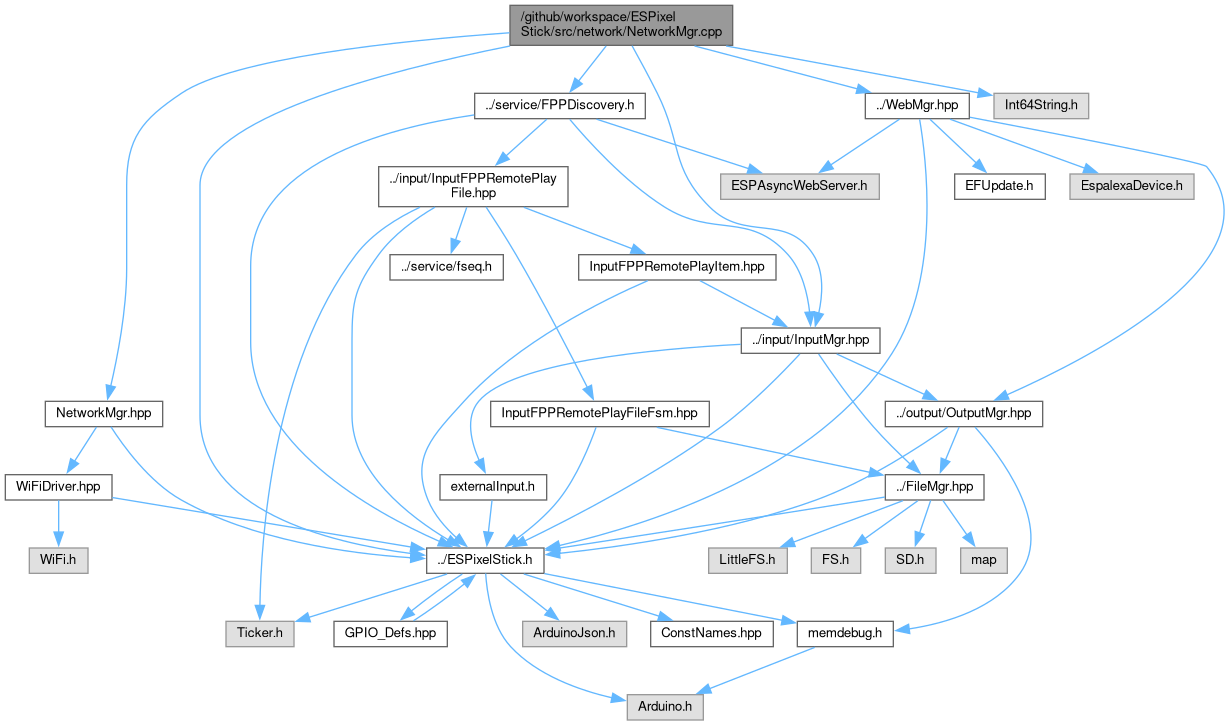 /github/workspace/ESPixel
Stick/src/network/NetworkMgr.cpp
../service/FPPDiscovery.h
../WebMgr.hpp
Int64String.h
../input/InputFPPRemotePlay
File.hpp
ESPAsyncWebServer.h
EFUpdate.h
EspalexaDevice.h
../service/fseq.h
InputFPPRemotePlayItem.hpp
../input/InputMgr.hpp
NetworkMgr.hpp
InputFPPRemotePlayFileFsm.hpp
../output/OutputMgr.hpp
WiFiDriver.hpp
externalInput.h
../FileMgr.hpp
WiFi.h
../ESPixelStick.h
LittleFS.h
FS.h
SD.h
map
Ticker.h
GPIO_Defs.hpp
ArduinoJson.h
ConstNames.hpp
memdebug.h
Arduino.h